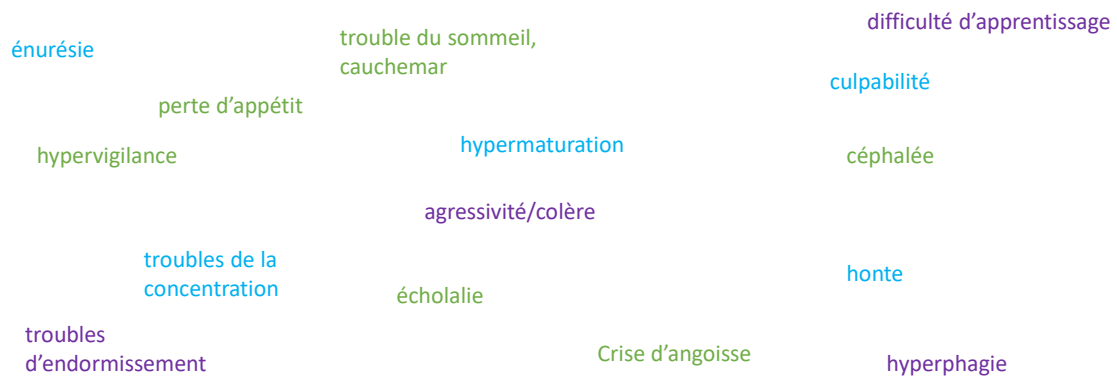 difficulté d’apprentissage
énurésie
trouble du sommeil,
cauchemar
culpabilité
perte d’appétit
hypervigilance
hypermaturation
céphalée
agressivité/colère
troubles de la
concentration
honte
écholalie
troubles
d’endormissement
Crise d’angoisse
hyperphagie